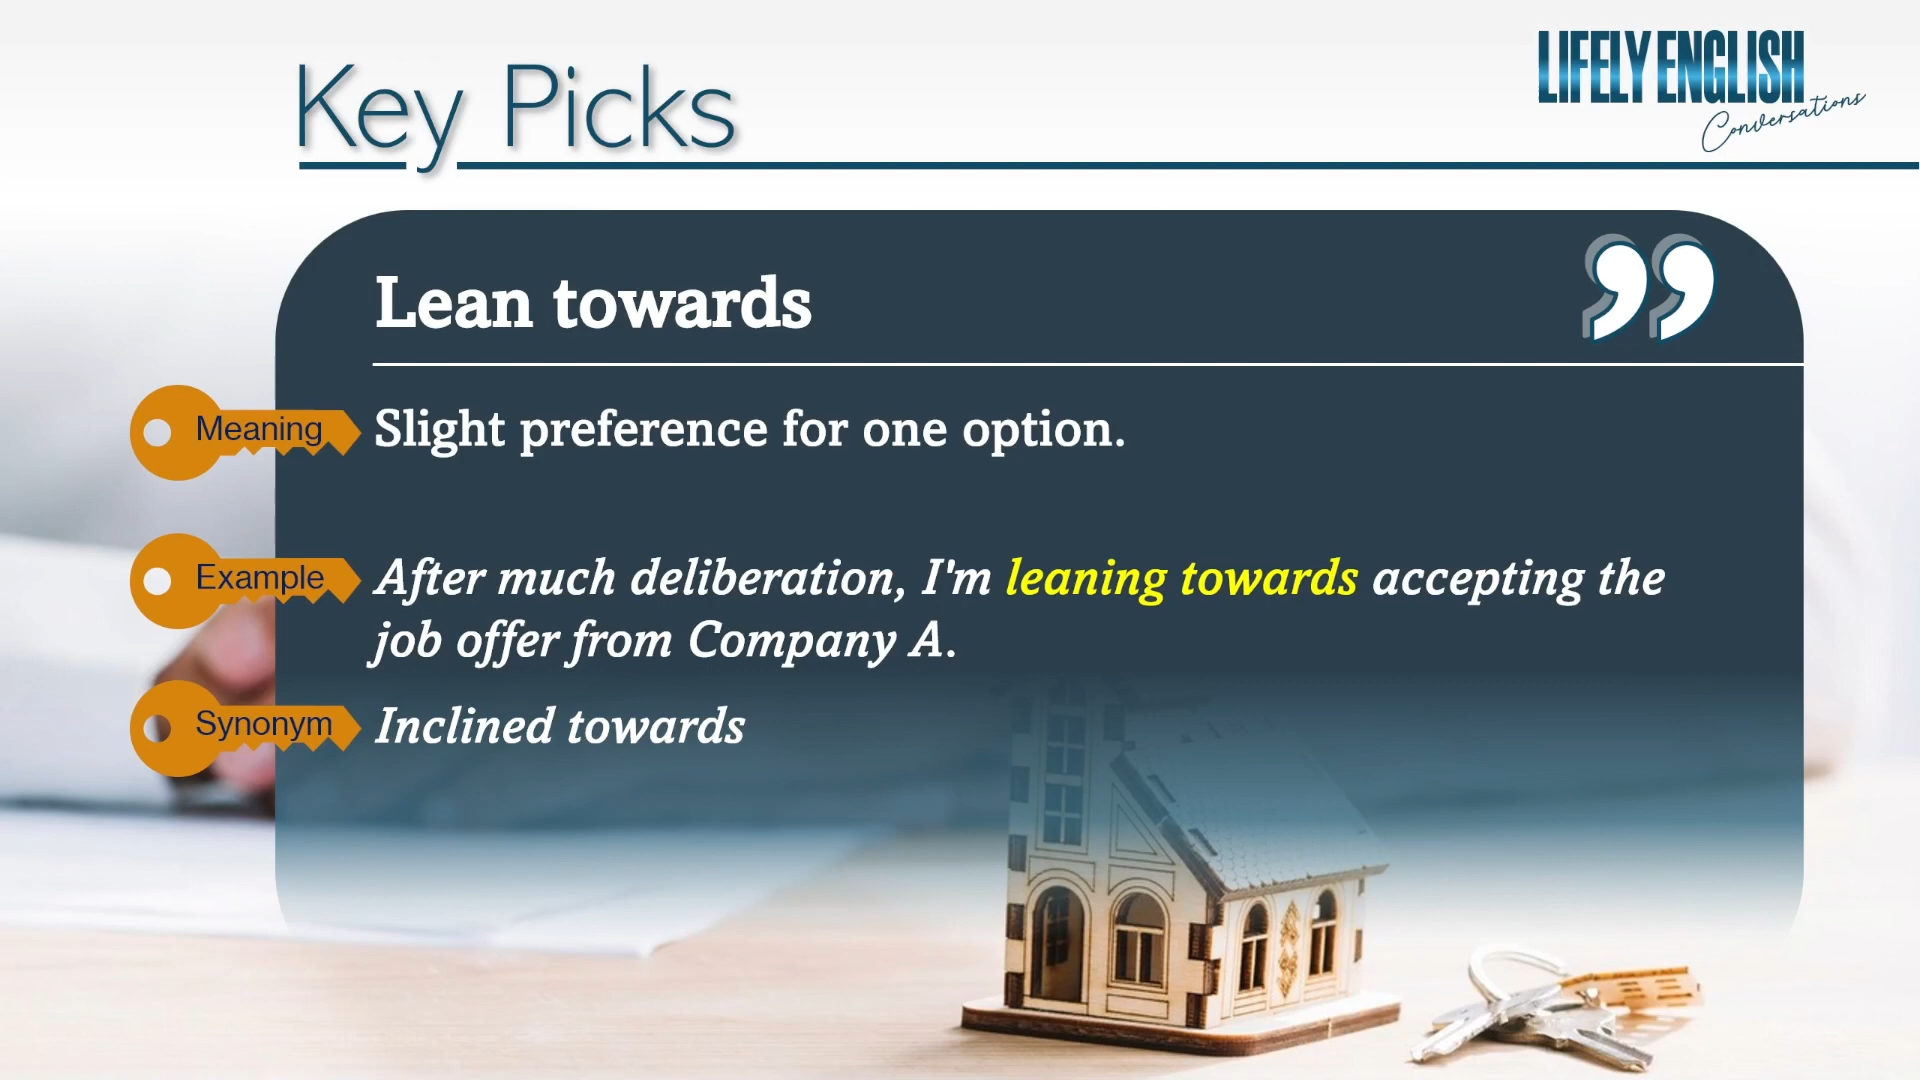 Key Picks
LIFELY ENGLISH
Conversations
Lean towards
Meaning
Slight preference for one option.
Example
After much deliberation, I'm leaning towards accepting the
job offer from Company A.
Synonym
Inclined towards